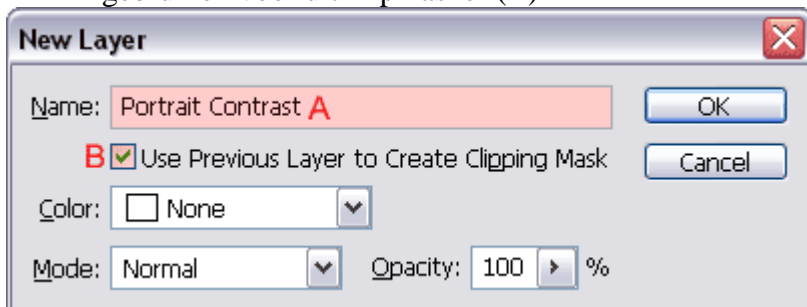 New Layer
Name: Portrait Contrast A OK
B Use Previous Layer to Create Clipping Mask Cancel
Color: None
Mode: Normal Opacity: 100 %